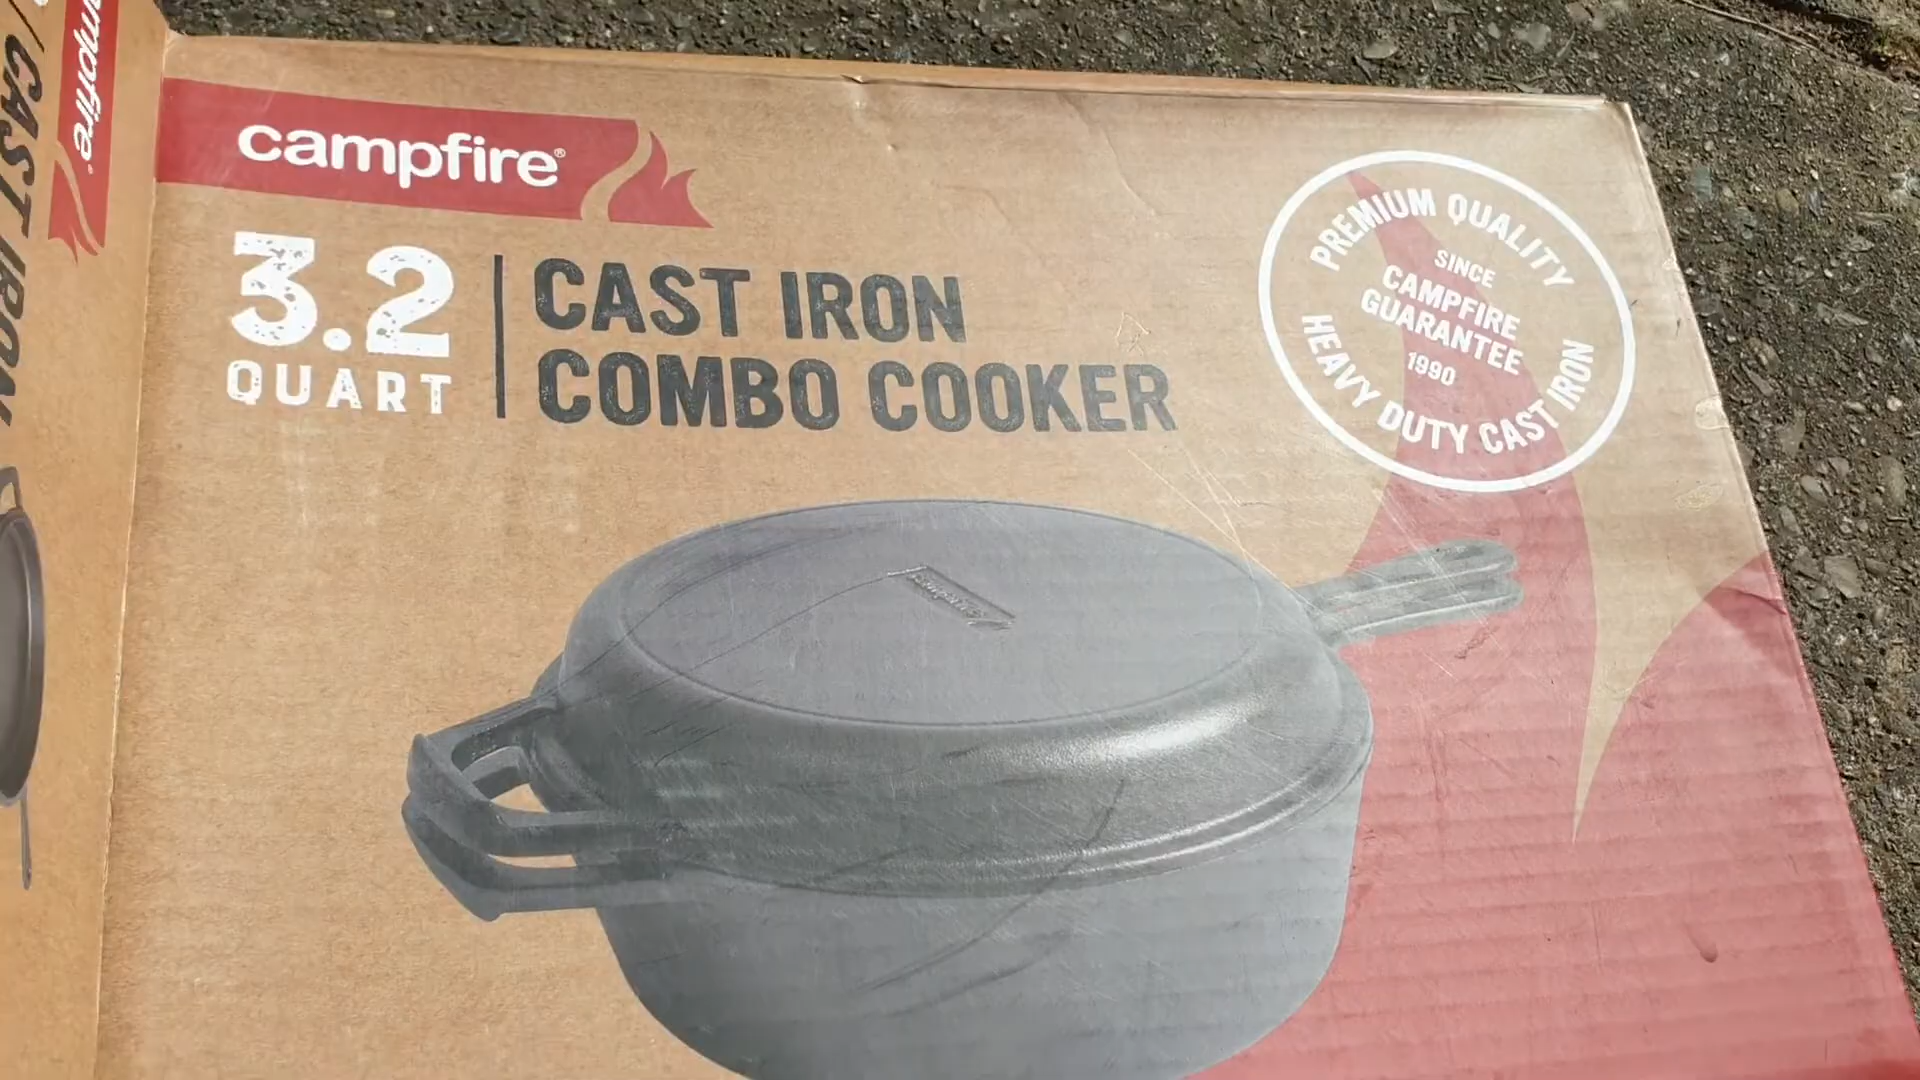 campfire®
3.2
QUART
CAST IRON
COMBO COOKER
PREMIUM QUALITY
SINCE
CAMPFIRE
GUARANTEE
1990
HEAVY DUTY CAST IRON
campfire
CAST IRON